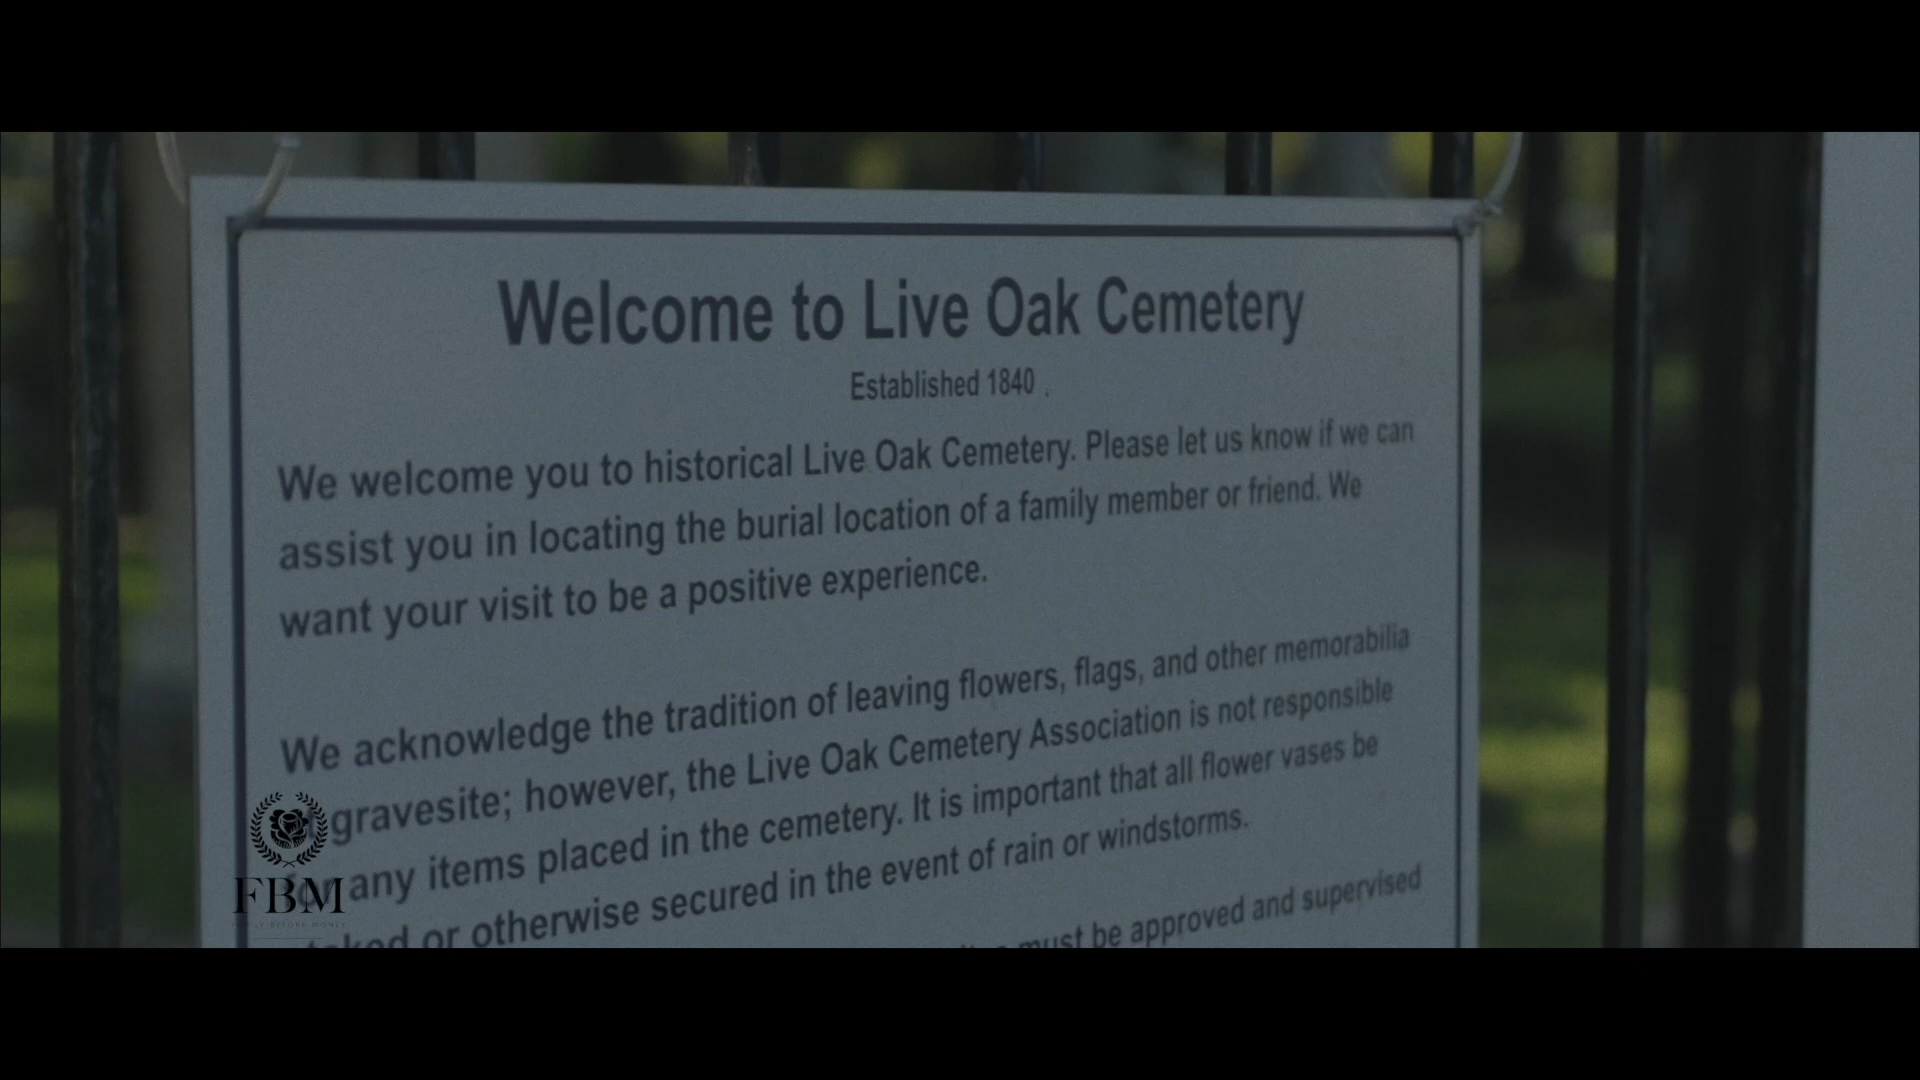 Welcome to Live Oak Cemetery
Established 1840
We welcome you to historical Live Oak Cemetery. Please let us know if we can
assist you in locating the burial location of a family member or friend. We
want your visit to be a positive experience.
We acknowledge the tradition of leaving flowers, flags, and other memorabilia
gravesite; however, the Live Oak Cemetery Association is not responsible
for any items placed in the cemetery. It is important that all flower vases be
or otherwise secured in the event of rain or windstorms.
must be approved and supervised
FBM